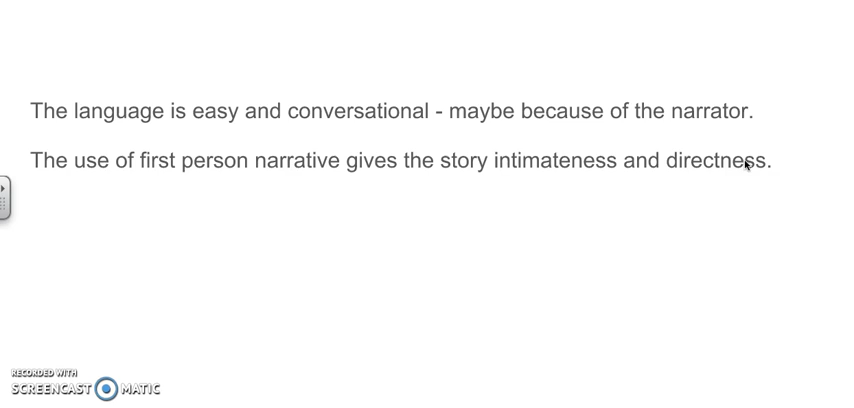 The language is easy and conversational - maybe because of the narrator.
The use of first person narrative gives the story intimateness and directness.
RECORDED WITH
SCREENCAST MATIC